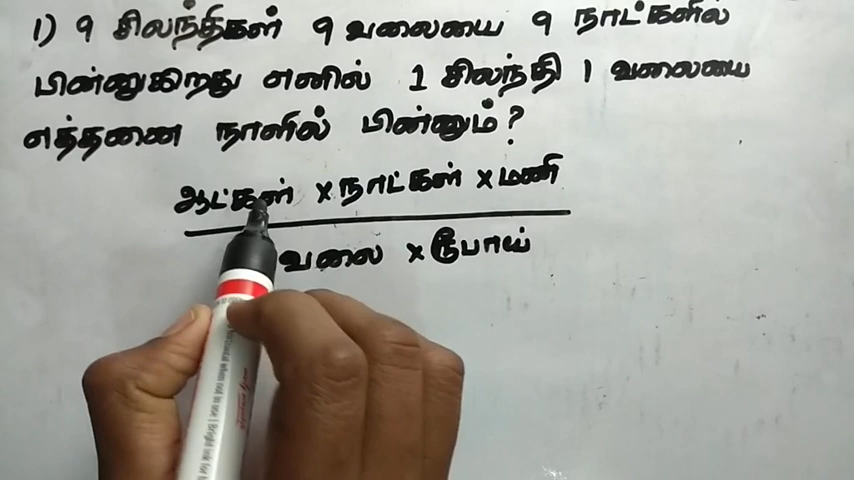 1) 9 சிலந்திகள் 9 வலையை 9 நாட்களில்
பின்னுகிறது எனில் 1 சிலந்தி 1 வலையை
எத்தனை நாளில் பின்னும்?
ஆட்கள் × நாட்கள் × மணி
வலை × ரூபாய்